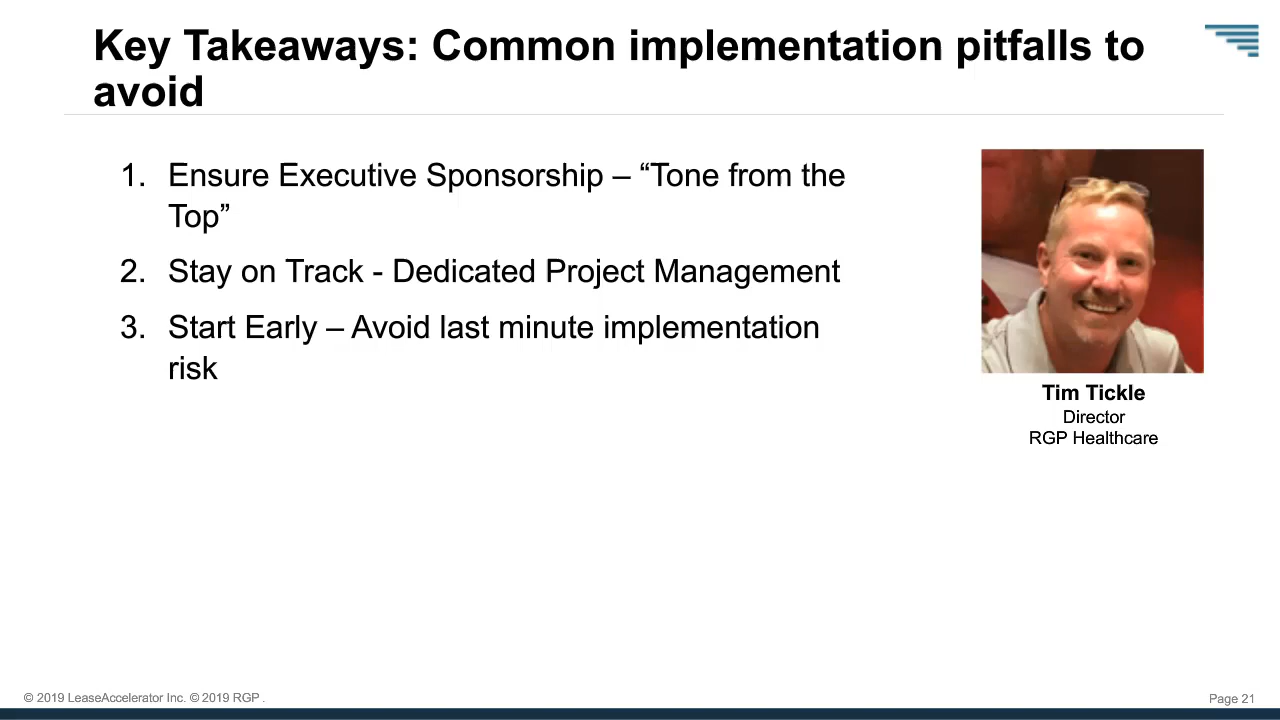 Key Takeaways: Common implementation pitfalls to
avoid
1. Ensure Executive Sponsorship – “Tone from the
Top”
2. Stay on Track - Dedicated Project Management
3. Start Early – Avoid last minute implementation
risk
Tim Tickle
Director
RGP Healthcare
© 2019 LeaseAccelerator Inc. © 2019 RGP .
Page 21